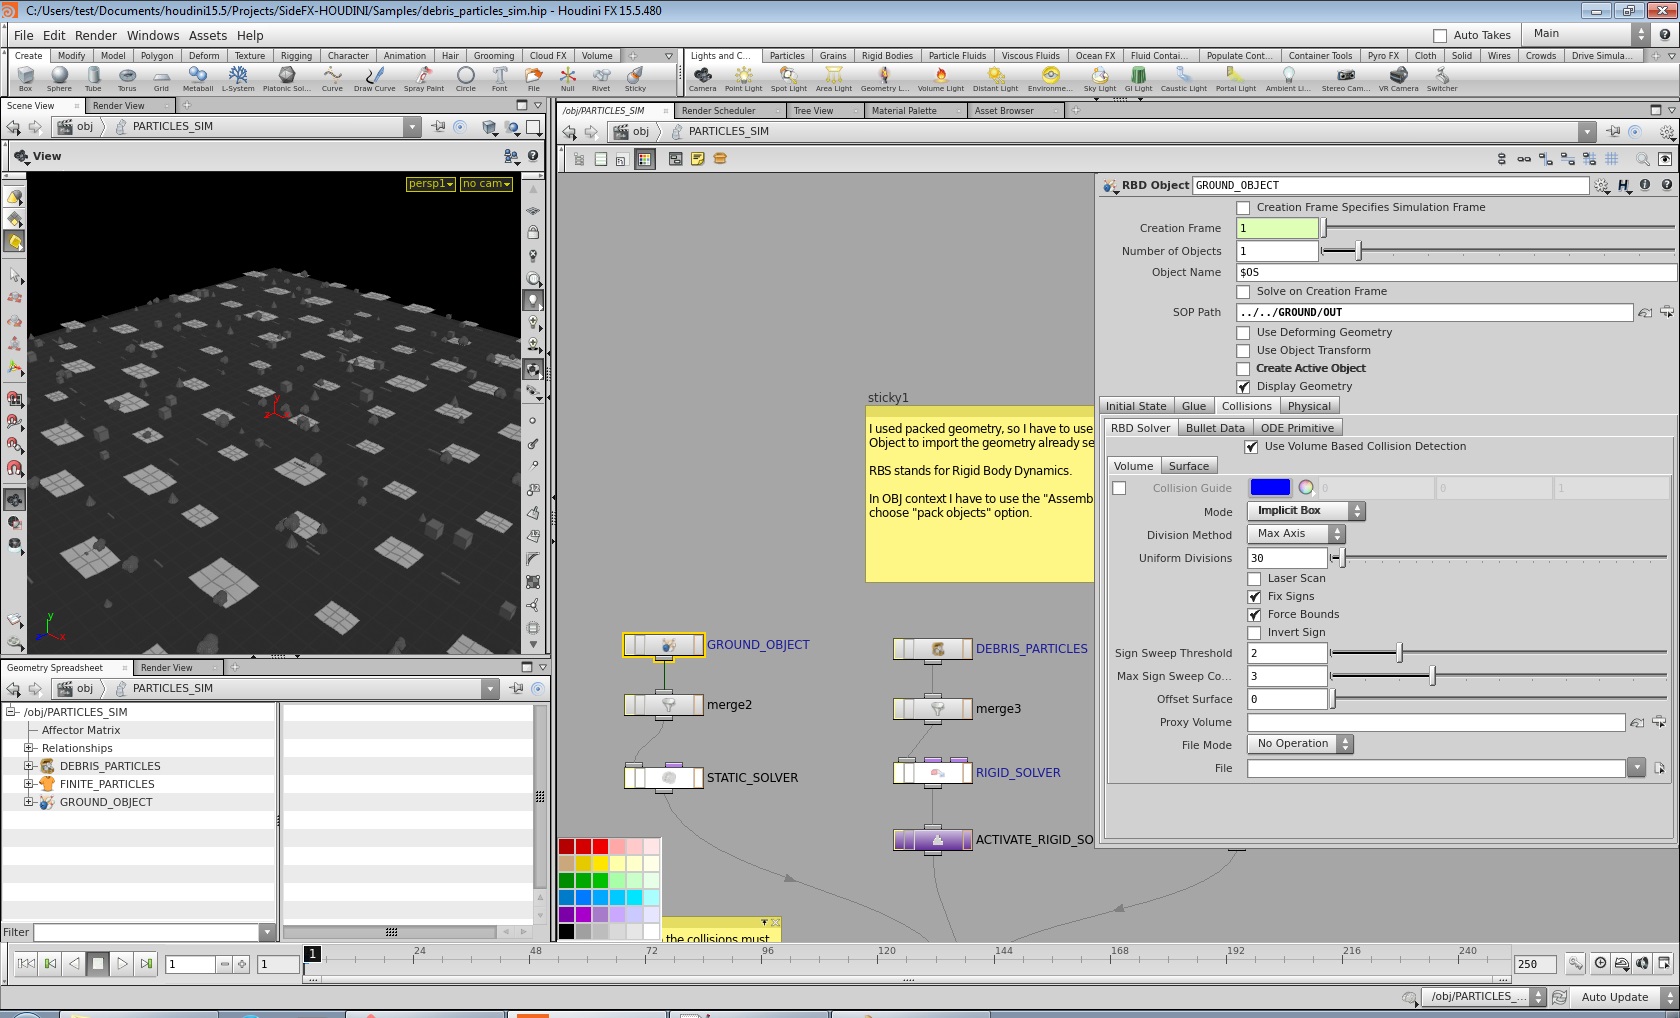 C:/Users/test/Documents/houdini15.5/Projects/SideFX-HOUDINI/Samples/debris_particles_sim.hip - Houdini FX 15.5.480
File Edit Render Windows Assets Help
Auto Takes Main
Create Modify Model Polygon Deform Texture Rigging Character Animation Hair Grooming Cloud FX Volume
Lights and C... Particles Grains Rigid Bodies Particle Fluids Viscous Fluids Ocean FX Fluid Contai... Populate Cont... Container Tools Pyro FX Cloth Solid Wires Crowds Drive Simula...
Box Sphere Tube Torus Grid Metaball L-System Platonic Sol... Curve Draw Curve Spray Paint Circle Font File Null Rivet Sticky
Camera Point Light Spot Light Area Light Geometry L... Volume Light Distant Light Environme... Sky Light GI Light Caustic Light Portal Light Ambient Li... Stereo Cam... VR Camera Switcher
Scene View Render View
obj PARTICLES_SIM
View
persp1 no cam
y
x
y
x
Geometry Spreadsheet Render View
obj PARTICLES_SIM
/obj/PARTICLES_SIM
Affector Matrix
Relationships
DEBRIS_PARTICLES
FINITE_PARTICLES
GROUND_OBJECT
Filter
/obj/PARTICLES_SIM Render Scheduler Tree View Material Palette Asset Browser
obj PARTICLES_SIM
sticky1
I used packed geometry, so I have to use
Object to import the geometry already se
RBS stands for Rigid Body Dynamics.
In OBJ context I have to use the "Assemb
choose "pack objects" option.
GROUND_OBJECT
DEBRIS_PARTICLES
merge2
merge3
STATIC_SOLVER
RIGID_SOLVER
ACTIVATE_RIGID_SO
the collisions must
RBD Object GROUND_OBJECT
Creation Frame Specifies Simulation Frame
Creation Frame 1
Number of Objects 1
Object Name $OS
Solve on Creation Frame
SOP Path ../../GROUND/OUT
Use Deforming Geometry
Use Object Transform
Create Active Object
Display Geometry
Initial State Glue Collisions Physical
RBD Solver Bullet Data ODE Primitive
Use Volume Based Collision Detection
Volume Surface
Collision Guide 0 0 1
Mode Implicit Box
Division Method Max Axis
Uniform Divisions 30
Laser Scan
Fix Signs
Force Bounds
Invert Sign
Sign Sweep Threshold 2
Max Sign Sweep Co... 3
Offset Surface 0
Proxy Volume
File Mode No Operation
File
1 1 1 24 48 72 96 120 144 168 192 216 240 250
/obj/PARTICLES_... Auto Update